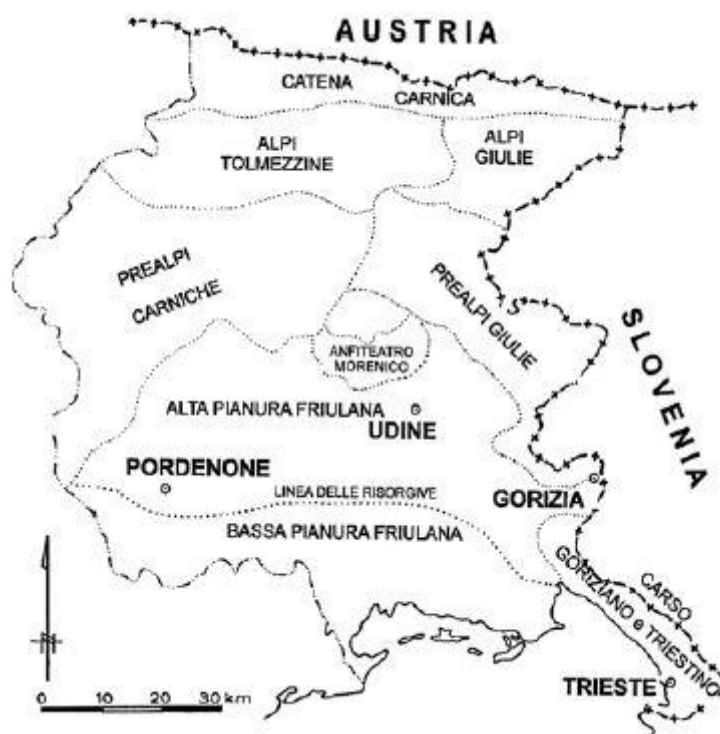 AUSTRIA
CATENA
CARNICA
ALPI
TOLMEZZINE
ALPI
GIULIE
PREALPI
CARNICHE
PREALPI GIULIE
SLOVENIA
ANFITEATRO
MORENICO
ALTA PIANURA FRIULANA
UDINE
PORDENONE
LINEA DELLE RISORGIVE
GORIZIA
BASSA PIANURA FRIULANA
CARSO
GORIZIANO e TRIESTINO
TRIESTE
N
0 10 20 30 km